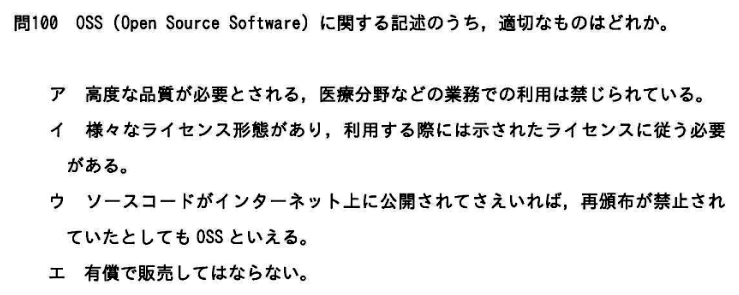 問100 OSS（Open Source Software）に関する記述のうち，適切なものはどれか。
ア 高度な品質が必要とされる，医療分野などの業務での利用は禁じられている。
イ 様々なライセンス形態があり，利用する際には示されたライセンスに従う必要
がある。
ウ ソースコードがインターネット上に公開されてさえいれば，再頒布が禁止され
ていたとしても OSS といえる。
エ 有償で販売してはならない。